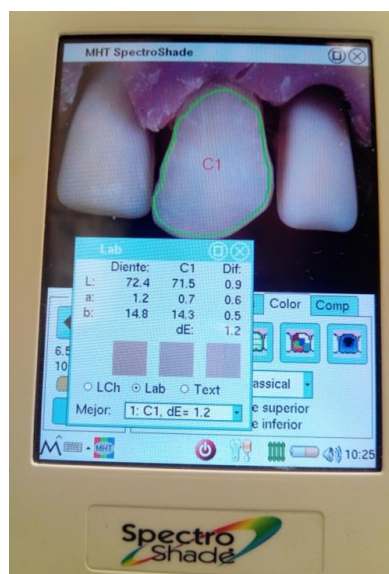 MHT SpectroShade
C1
Lab
Diente: C1 Dif:
L: 72.4 71.5 0.9
a: 1.2 0.7 0.6
b: 14.8 14.3 0.5
dE: 1.2
Color Comp
6.5
10
assical
LCh Lab Text
e superior
Mejor: 1: C1, dE= 1.2
e inferior
MHT
10:25
Spectro
Shade